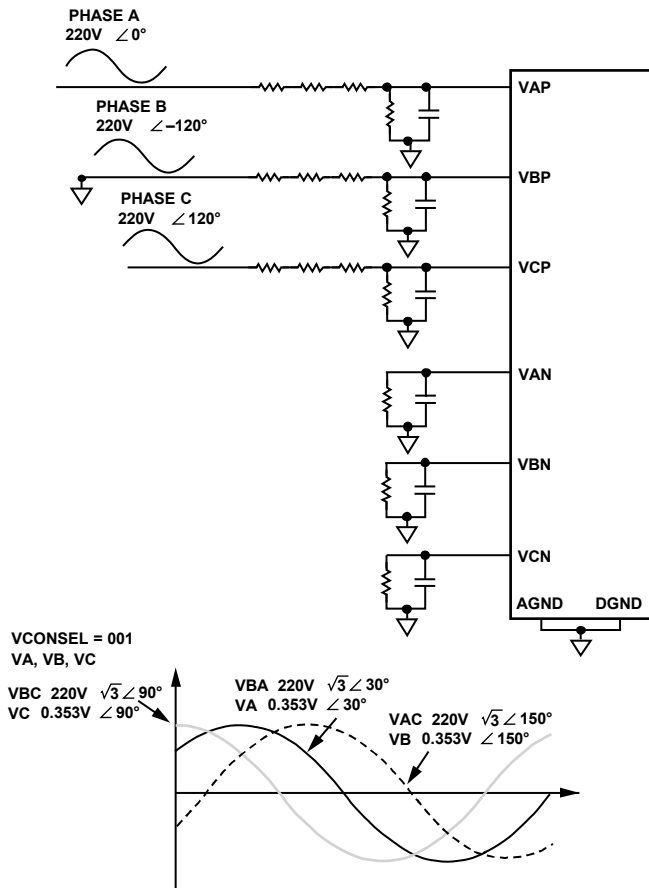 PHASE A
220V ∠0°
VAP
PHASE B
220V ∠–120°
VBP
PHASE C
220V ∠120°
VCP
VAN
VBN
VCN
AGND DGND
VCONSEL = 001
VA, VB, VC
VBC 220V √3∠90°
VC 0.353V ∠90°
VBA 220V √3∠30°
VA 0.353V ∠30°
VAC 220V √3∠150°
VB 0.353V ∠150°